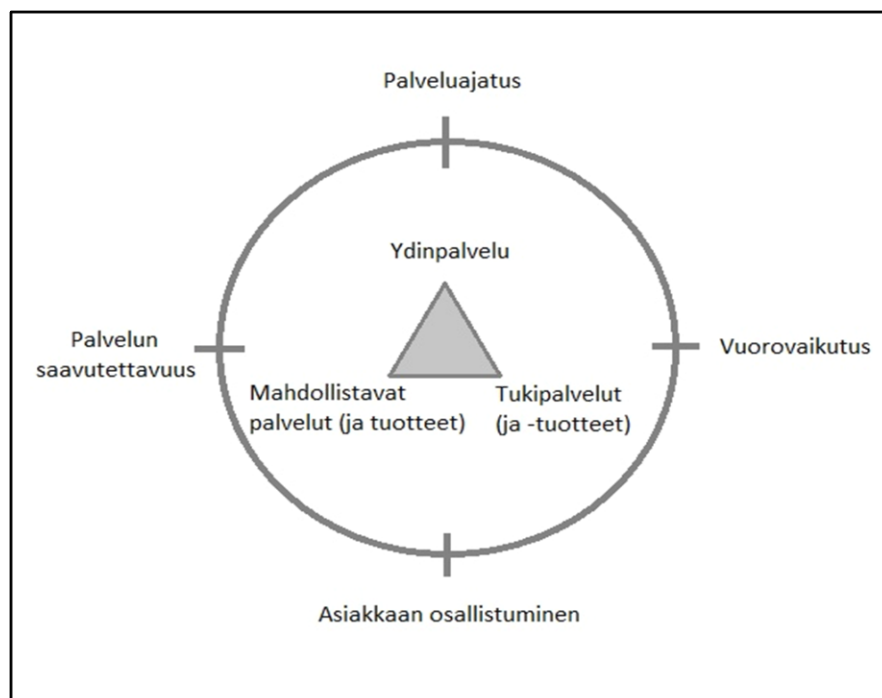 Palveluajatus
Ydinpalvelu
Palvelun
saavutettavuus
Vuorovaikutus
Mahdollistavat
palvelut (ja tuotteet)
Tukipalvelut
(ja -tuotteet)
Asiakkaan osallistuminen